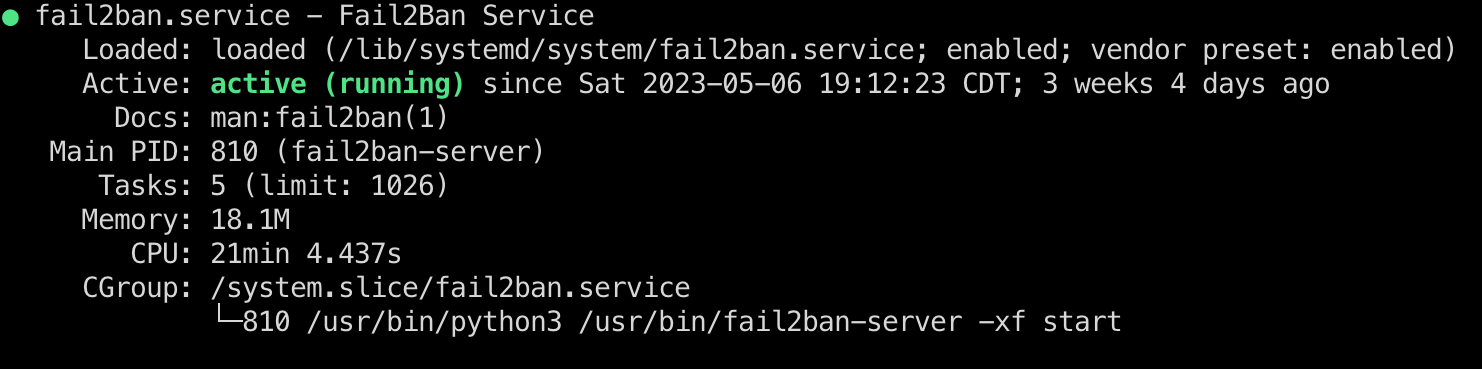 ● fail2ban.service - Fail2Ban Service
     Loaded: loaded (/lib/systemd/system/fail2ban.service; enabled; vendor preset: enabled)
     Active: active (running) since Sat 2023-05-06 19:12:23 CDT; 3 weeks 4 days ago
       Docs: man:fail2ban(1)
   Main PID: 810 (fail2ban-server)
      Tasks: 5 (limit: 1026)
     Memory: 18.1M
        CPU: 21min 4.437s
     CGroup: /system.slice/fail2ban.service
             └─810 /usr/bin/python3 /usr/bin/fail2ban-server -xf start